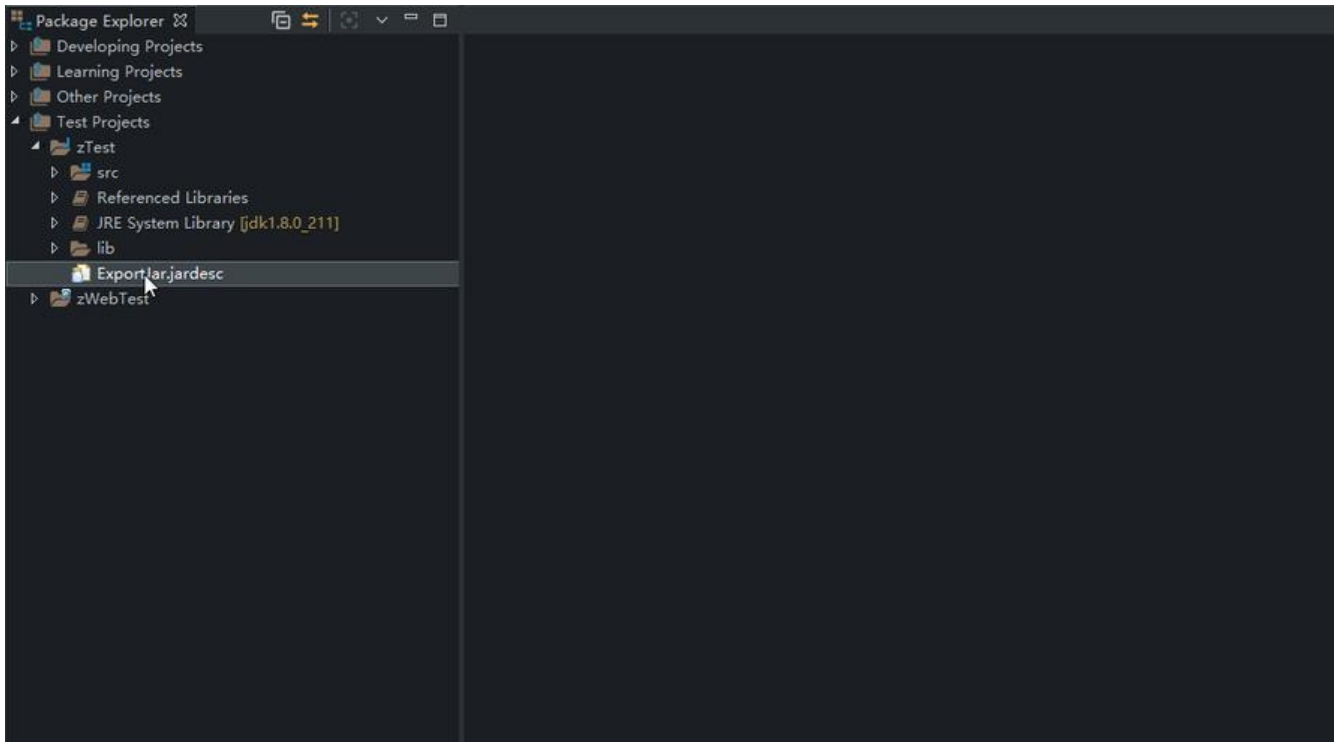 Package Explorer
Developing Projects
Learning Projects
Other Projects
Test Projects
zTest
src
Referenced Libraries
JRE System Library [jdk1.8.0_211]
lib
ExportJar.jardesc
zWebTest